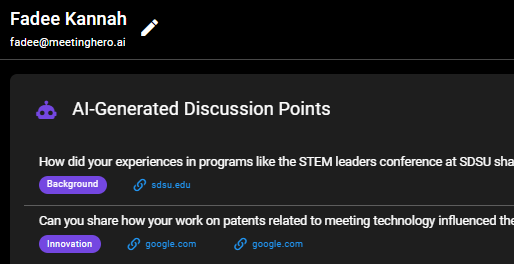 Fadee Kannah
fadee@meetinghero.ai
AI-Generated Discussion Points
How did your experiences in programs like the STEM leaders conference at SDSU sha
Background sdsu.edu
Can you share how your work on patents related to meeting technology influenced the
Innovation google.com google.com